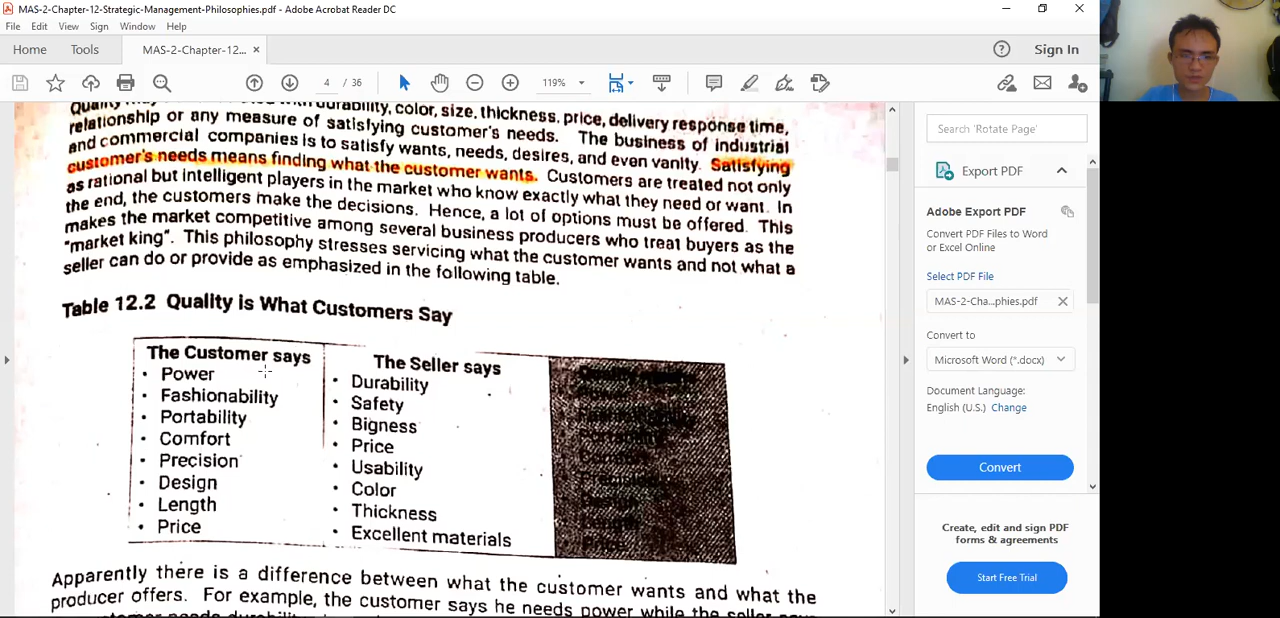 MAS-2-Chapter-12-Strategic-Management-Philosophies.pdf - Adobe Acrobat Reader DC
File Edit View Sign Window Help
Home Tools MAS-2-Chapter-12... × Sign In
4 / 36 119%
durability, color, size, thickness, price, delivery response time,
relationship or any measure of satisfying customer's needs. The business of industrial
and commercial companies is to satisfy wants, needs, desires, and even vanity. Satisfying
customer's needs means finding what the customer wants. Customers are treated not only
as rational but intelligent players in the market who know exactly what they need or want. In
the end, the customers make the decisions. Hence, a lot of options must be offered. This
makes the market competitive among several business producers who treat buyers as the
"market king". This philosophy stresses servicing what the customer wants and not what a
seller can do or provide as emphasized in the following table.
Table 12.2 Quality is What Customers Say
The Customer says
• Power
• Fashionability
• Portability
• Comfort
• Precision
• Design
• Length
• Price
The Seller says
• Durability
• Safety
• Bigness
• Price
• Usability
• Color
• Thickness
• Excellent materials
Apparently there is a difference between what the customer wants and what the
producer offers. For example, the customer says he needs power while the seller
Search 'Rotate Page'
Export PDF
Adobe Export PDF
Convert PDF Files to Word
or Excel Online
Select PDF File
MAS-2-Cha...phies.pdf
Convert to
Microsoft Word (*.docx)
Document Language:
English (U.S.) Change
Convert
Create, edit and sign PDF
forms & agreements
Start Free Trial